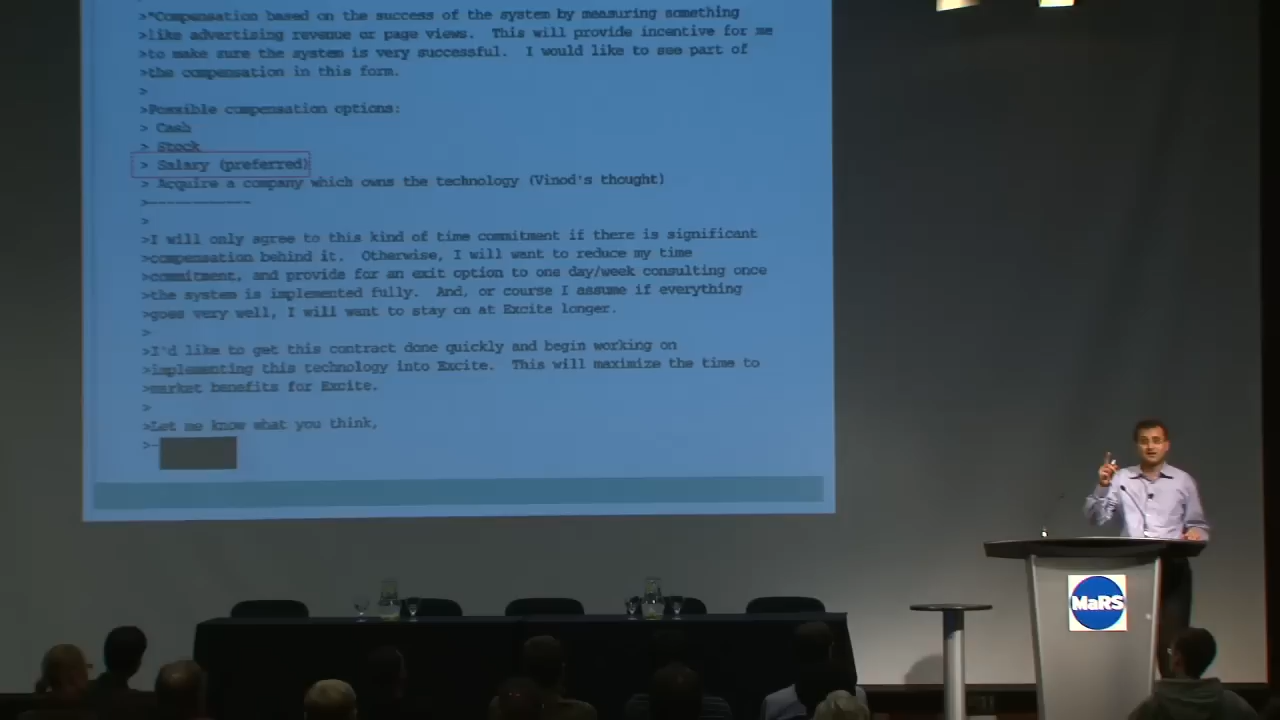 >"Compensation based on the success of the system by measuring something
>like advertising revenue or page views.  This will provide incentive for me
>to make sure the system is very successful.  I would like to see part of
>the compensation in this form.
>
>Possible compensation options:
> Cash
> Stock
> Salary (preferred)
> Acquire a company which owns the technology (Vinod's thought)
>-----------
>
>I will only agree to this kind of time commitment if there is significant
>compensation behind it.  Otherwise, I will want to reduce my time
>commitment, and provide for an exit option to one day/week consulting once
>the system is implemented fully.  And, or course I assume if everything
>goes very well, I will want to stay on at Excite longer.
>
>I'd like to get this contract done quickly and begin working on
>implementing this technology into Excite.  This will maximize the time to
>market benefits for Excite.
>
>Let me know what you think,
>-
MaRS